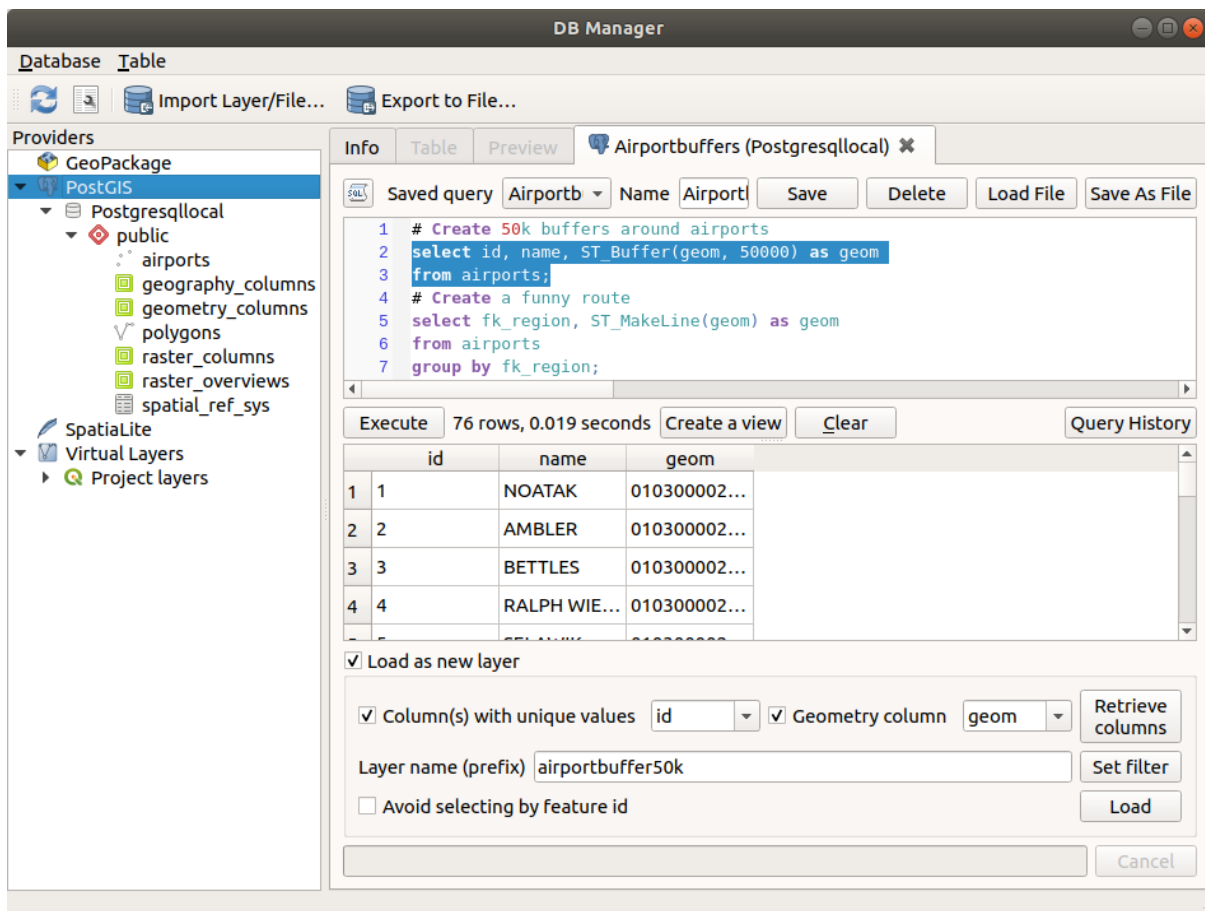 DB Manager
Database Table
Import Layer/File... Export to File...
Providers
GeoPackage
PostGIS
Postgresqllocal
public
airports
geography_columns
geometry_columns
polygons
raster_columns
raster_overviews
spatial_ref_sys
SpatiaLite
Virtual Layers
Project layers
Info Table Preview Airportbuffers (Postgresqllocal)
SQL Saved query Airportb Name Airportl Save Delete Load File Save As File
1 # Create 50k buffers around airports
2 select id, name, ST_Buffer(geom, 50000) as geom
3 from airports;
4 # Create a funny route
5 select fk_region, ST_MakeLine(geom) as geom
6 from airports
7 group by fk_region;
Execute 76 rows, 0.019 seconds Create a view Clear Query History
id name geom
1 1 NOATAK 010300002...
2 2 AMBLER 010300002...
3 3 BETTLES 010300002...
4 4 RALPH WIE... 010300002...
Load as new layer
Column(s) with unique values id Geometry column geom Retrieve columns
Layer name (prefix) airportbuffer50k Set filter
Avoid selecting by feature id Load
Cancel